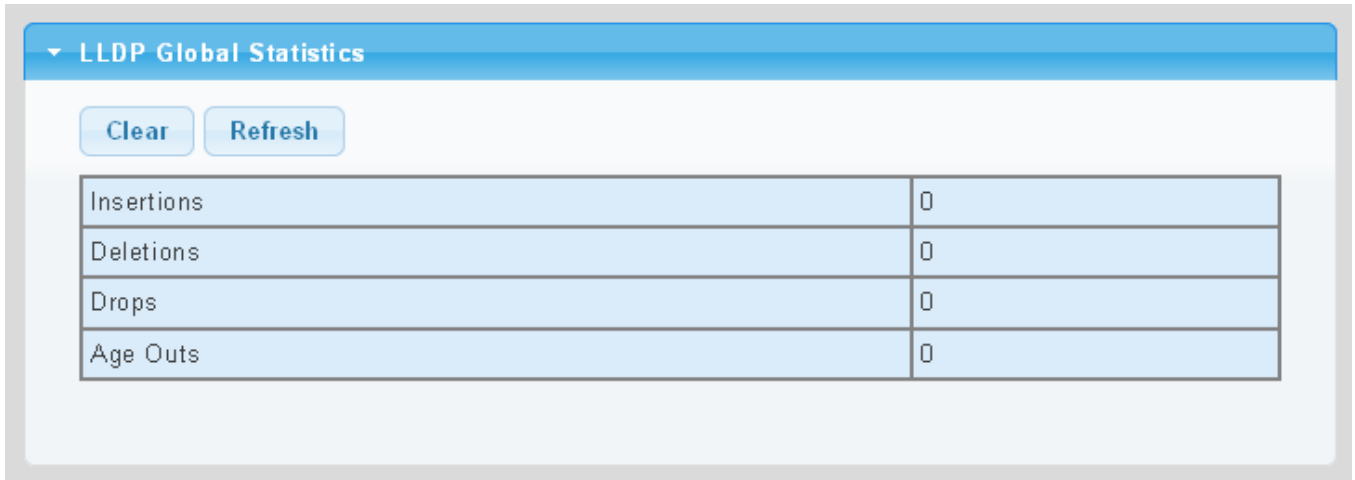 LLDP Global Statistics
Clear Refresh
Insertions 0
Deletions 0
Drops 0
Age Outs 0